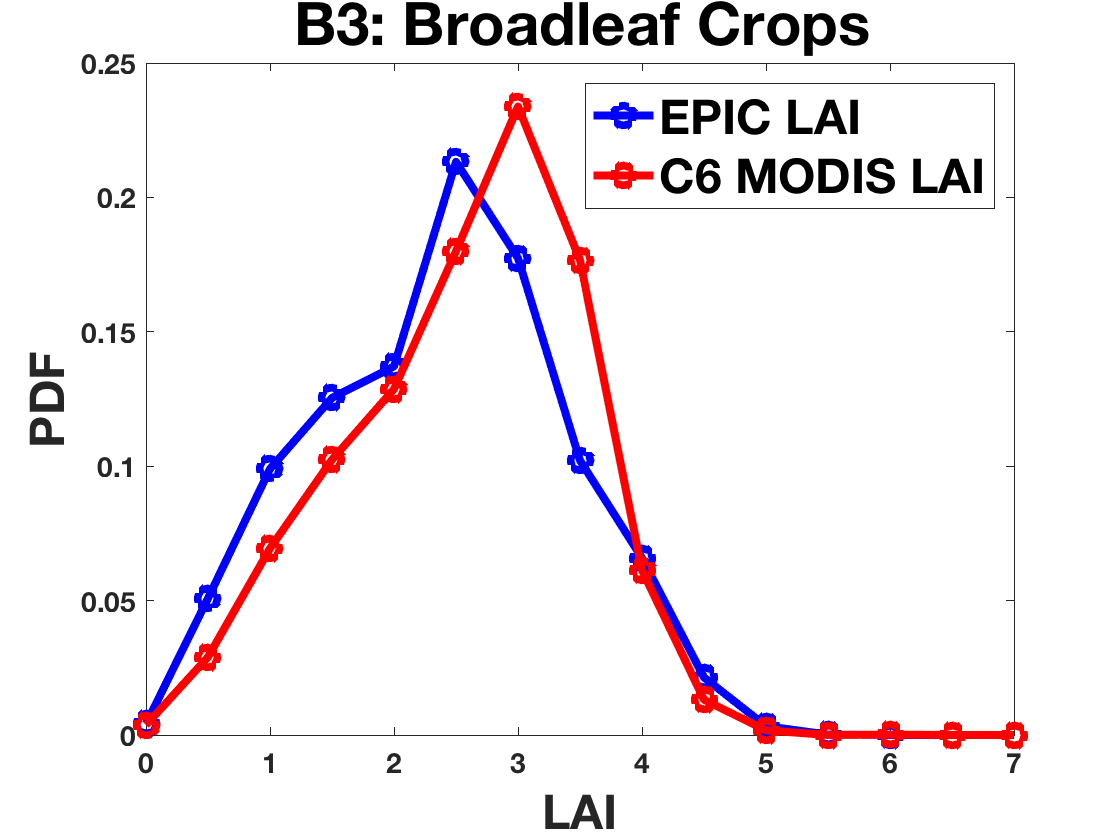 B3: Broadleaf Crops
EPIC LAI
C6 MODIS LAI
0.25
0.2
0.15
0.1
0.05
0
PDF
0 1 2 3 4 5 6 7
LAI